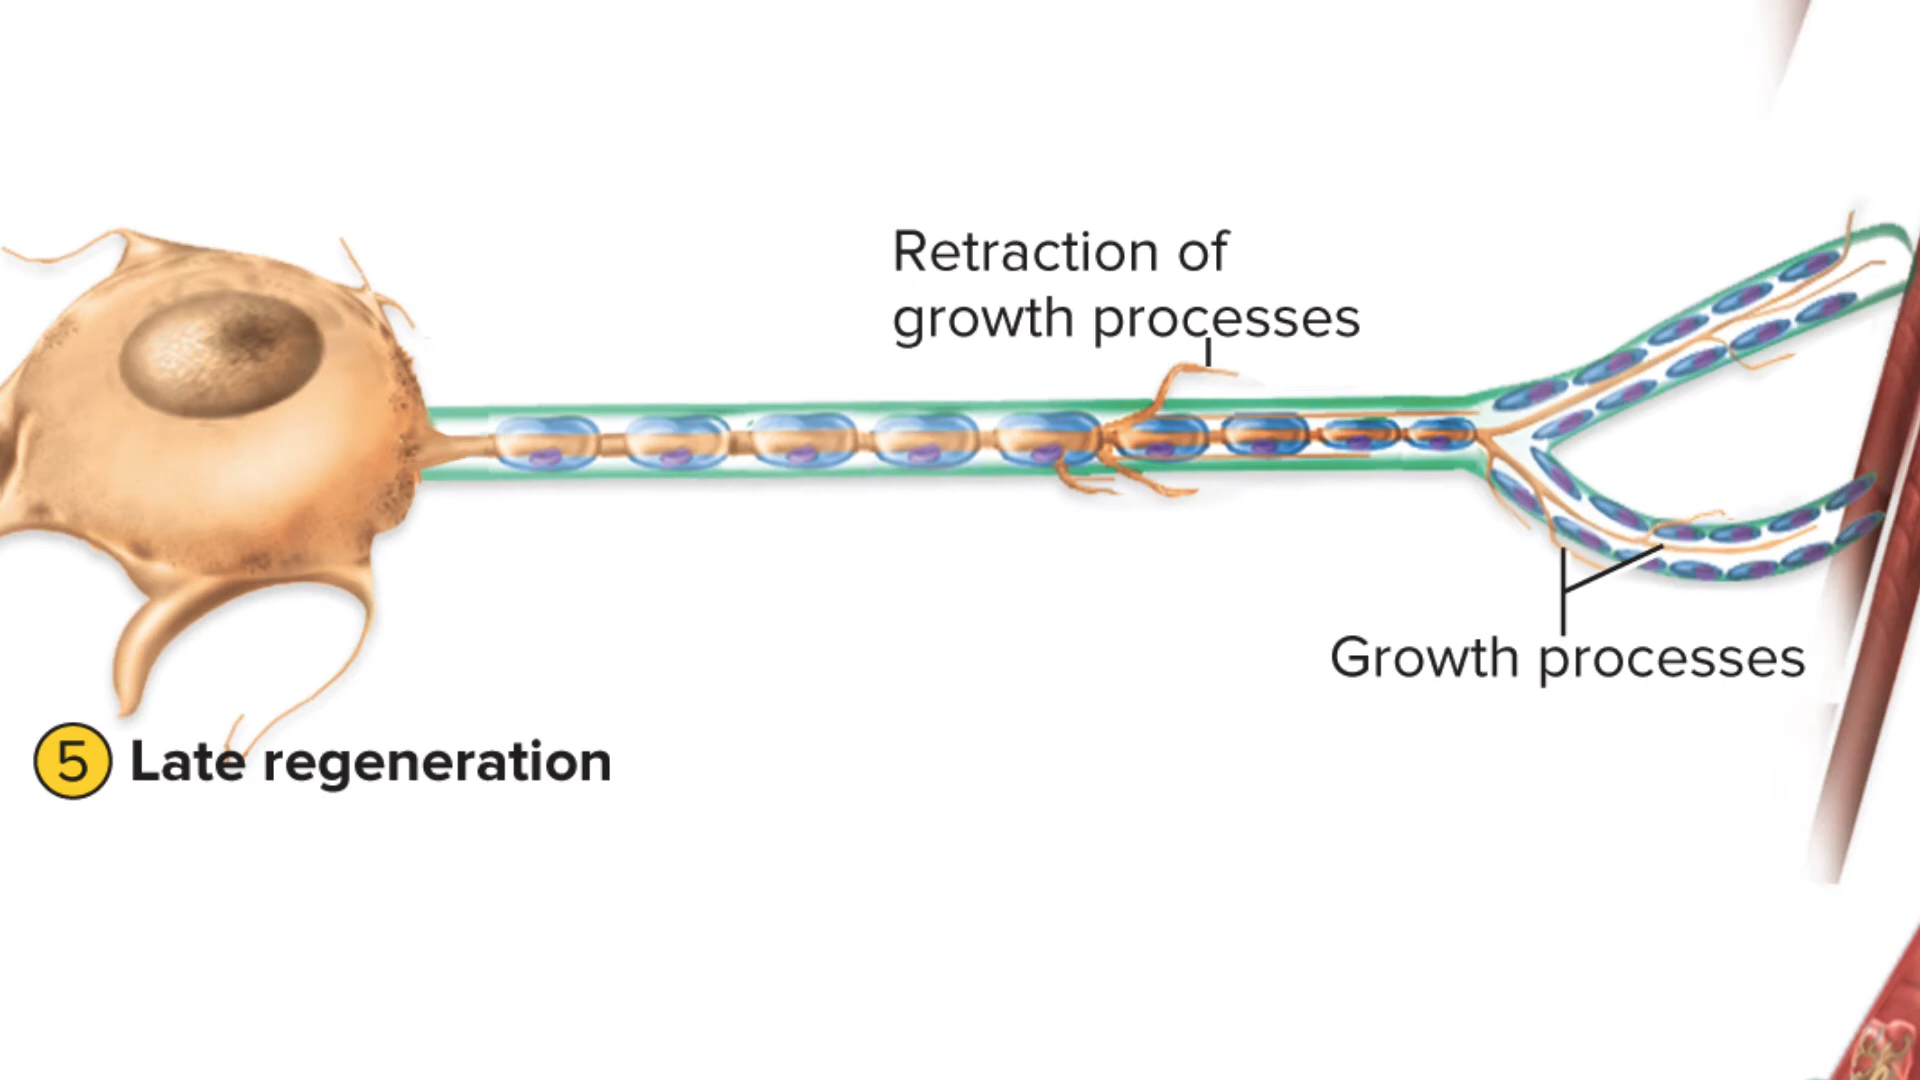 Retraction of
growth processes
Growth processes
5 Late regeneration